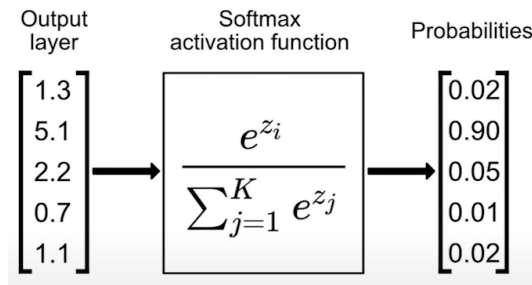 Output
layer
Softmax
activation function
Probabilities
1.3
5.1
2.2
0.7
1.1
e^{z_i}
∑_{j=1}^{K} e^{z_j}
0.02
0.90
0.05
0.01
0.02